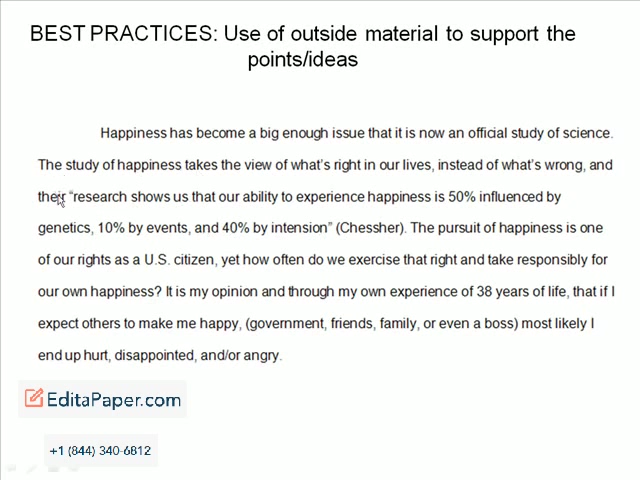 BEST PRACTICES: Use of outside material to support the
points/ideas
Happiness has become a big enough issue that it is now an official study of science.
The study of happiness takes the view of what's right in our lives, instead of what's wrong, and
their "research shows us that our ability to experience happiness is 50% influenced by
genetics, 10% by events, and 40% by intension" (Chessher). The pursuit of happiness is one
of our rights as a U.S. citizen, yet how often do we exercise that right and take responsibly for
our own happiness? It is my opinion and through my own experience of 38 years of life, that if I
expect others to make me happy, (government, friends, family, or even a boss) most likely I
end up hurt, disappointed, and/or angry.
EditaPaper.com
+1 (844) 340-6812